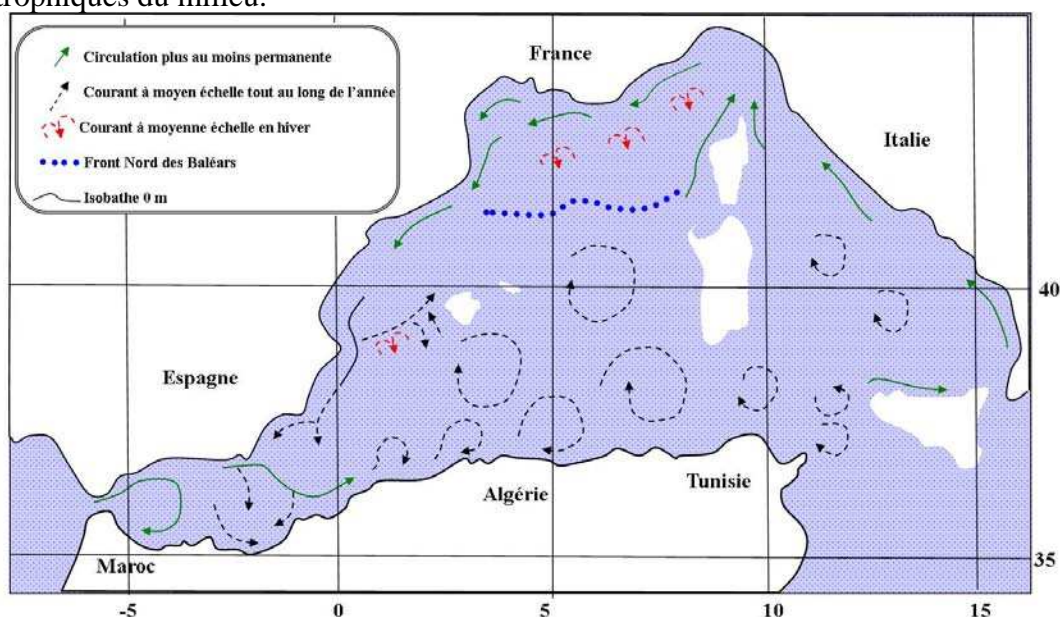 trophiques du milieu.
France
Circulation plus au moins permanente
Courant à moyen échelle tout au long de l'année
Courant à moyenne échelle en hiver
Front Nord des Baléars
Isobathe 0 m
Italie
40
Espagne
Algérie
Tunisie
Maroc
35
-5
0
5
10
15